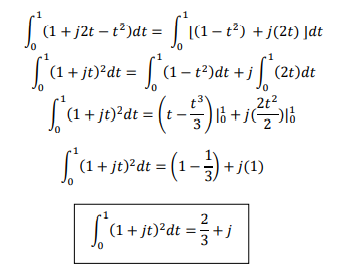 ∫₀¹ (1 + j2t − t²)dt = ∫₀¹ ⌊(1 − t²) + j(2t) ⌋dt
∫₀¹ (1 + jt)²dt = ∫₀¹ (1 − t²)dt + j ∫₀¹ (2t)dt
∫₀¹ (1 + jt)²dt = (t − t³/3) |₀¹ + j(2t²/2)|₀¹
∫₀¹ (1 + jt)²dt = (1 − 1/3) + j(1)
∫₀¹ (1 + jt)²dt = 2/3 + j